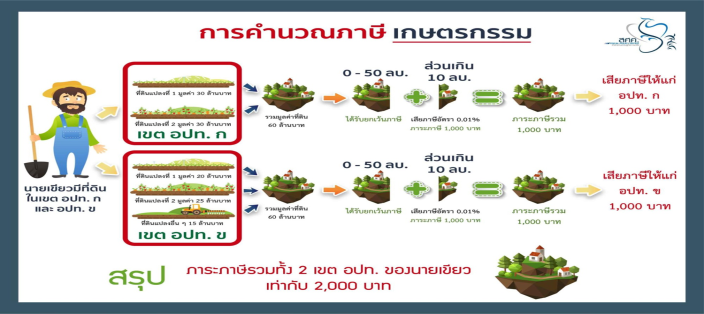 การคำนวณภาษี เกษตรกรรม
สคค.
นายเขียวมีที่ดิน
ในเขต อปท. ก
และ อปท. ข
ที่ดินแปลงที่ 1 มูลค่า 30 ล้านบาท
ที่ดินแปลงที่ 2 มูลค่า 30 ล้านบาท
เขต อปท. ก
รวมมูลค่าที่ดิน
60 ล้านบาท
0 - 50 ลบ.
ได้รับยกเว้นภาษี
ส่วนเกิน
10 ลบ.
เสียภาษีอัตรา 0.01%
ภาระภาษี 1,000 บาท
ภาระภาษีรวม
1,000 บาท
เสียภาษีให้แก่
อปท. ก
1,000 บาท
ที่ดินแปลงที่ 1 มูลค่า 20 ล้านบาท
ที่ดินแปลงที่ 2 มูลค่า 25 ล้านบาท
ที่ดินแปลงอื่น ๆ 15 ล้านบาท
เขต อปท. ข
รวมมูลค่าที่ดิน
60 ล้านบาท
0 - 50 ลบ.
ได้รับยกเว้นภาษี
ส่วนเกิน
10 ลบ.
เสียภาษีอัตรา 0.01%
ภาระภาษี 1,000 บาท
ภาระภาษีรวม
1,000 บาท
เสียภาษีให้แก่
อปท. ข
1,000 บาท
สรุป
ภาระภาษีรวมทั้ง 2 เขต อปท. ของนายเขียว
เท่ากับ 2,000 บาท